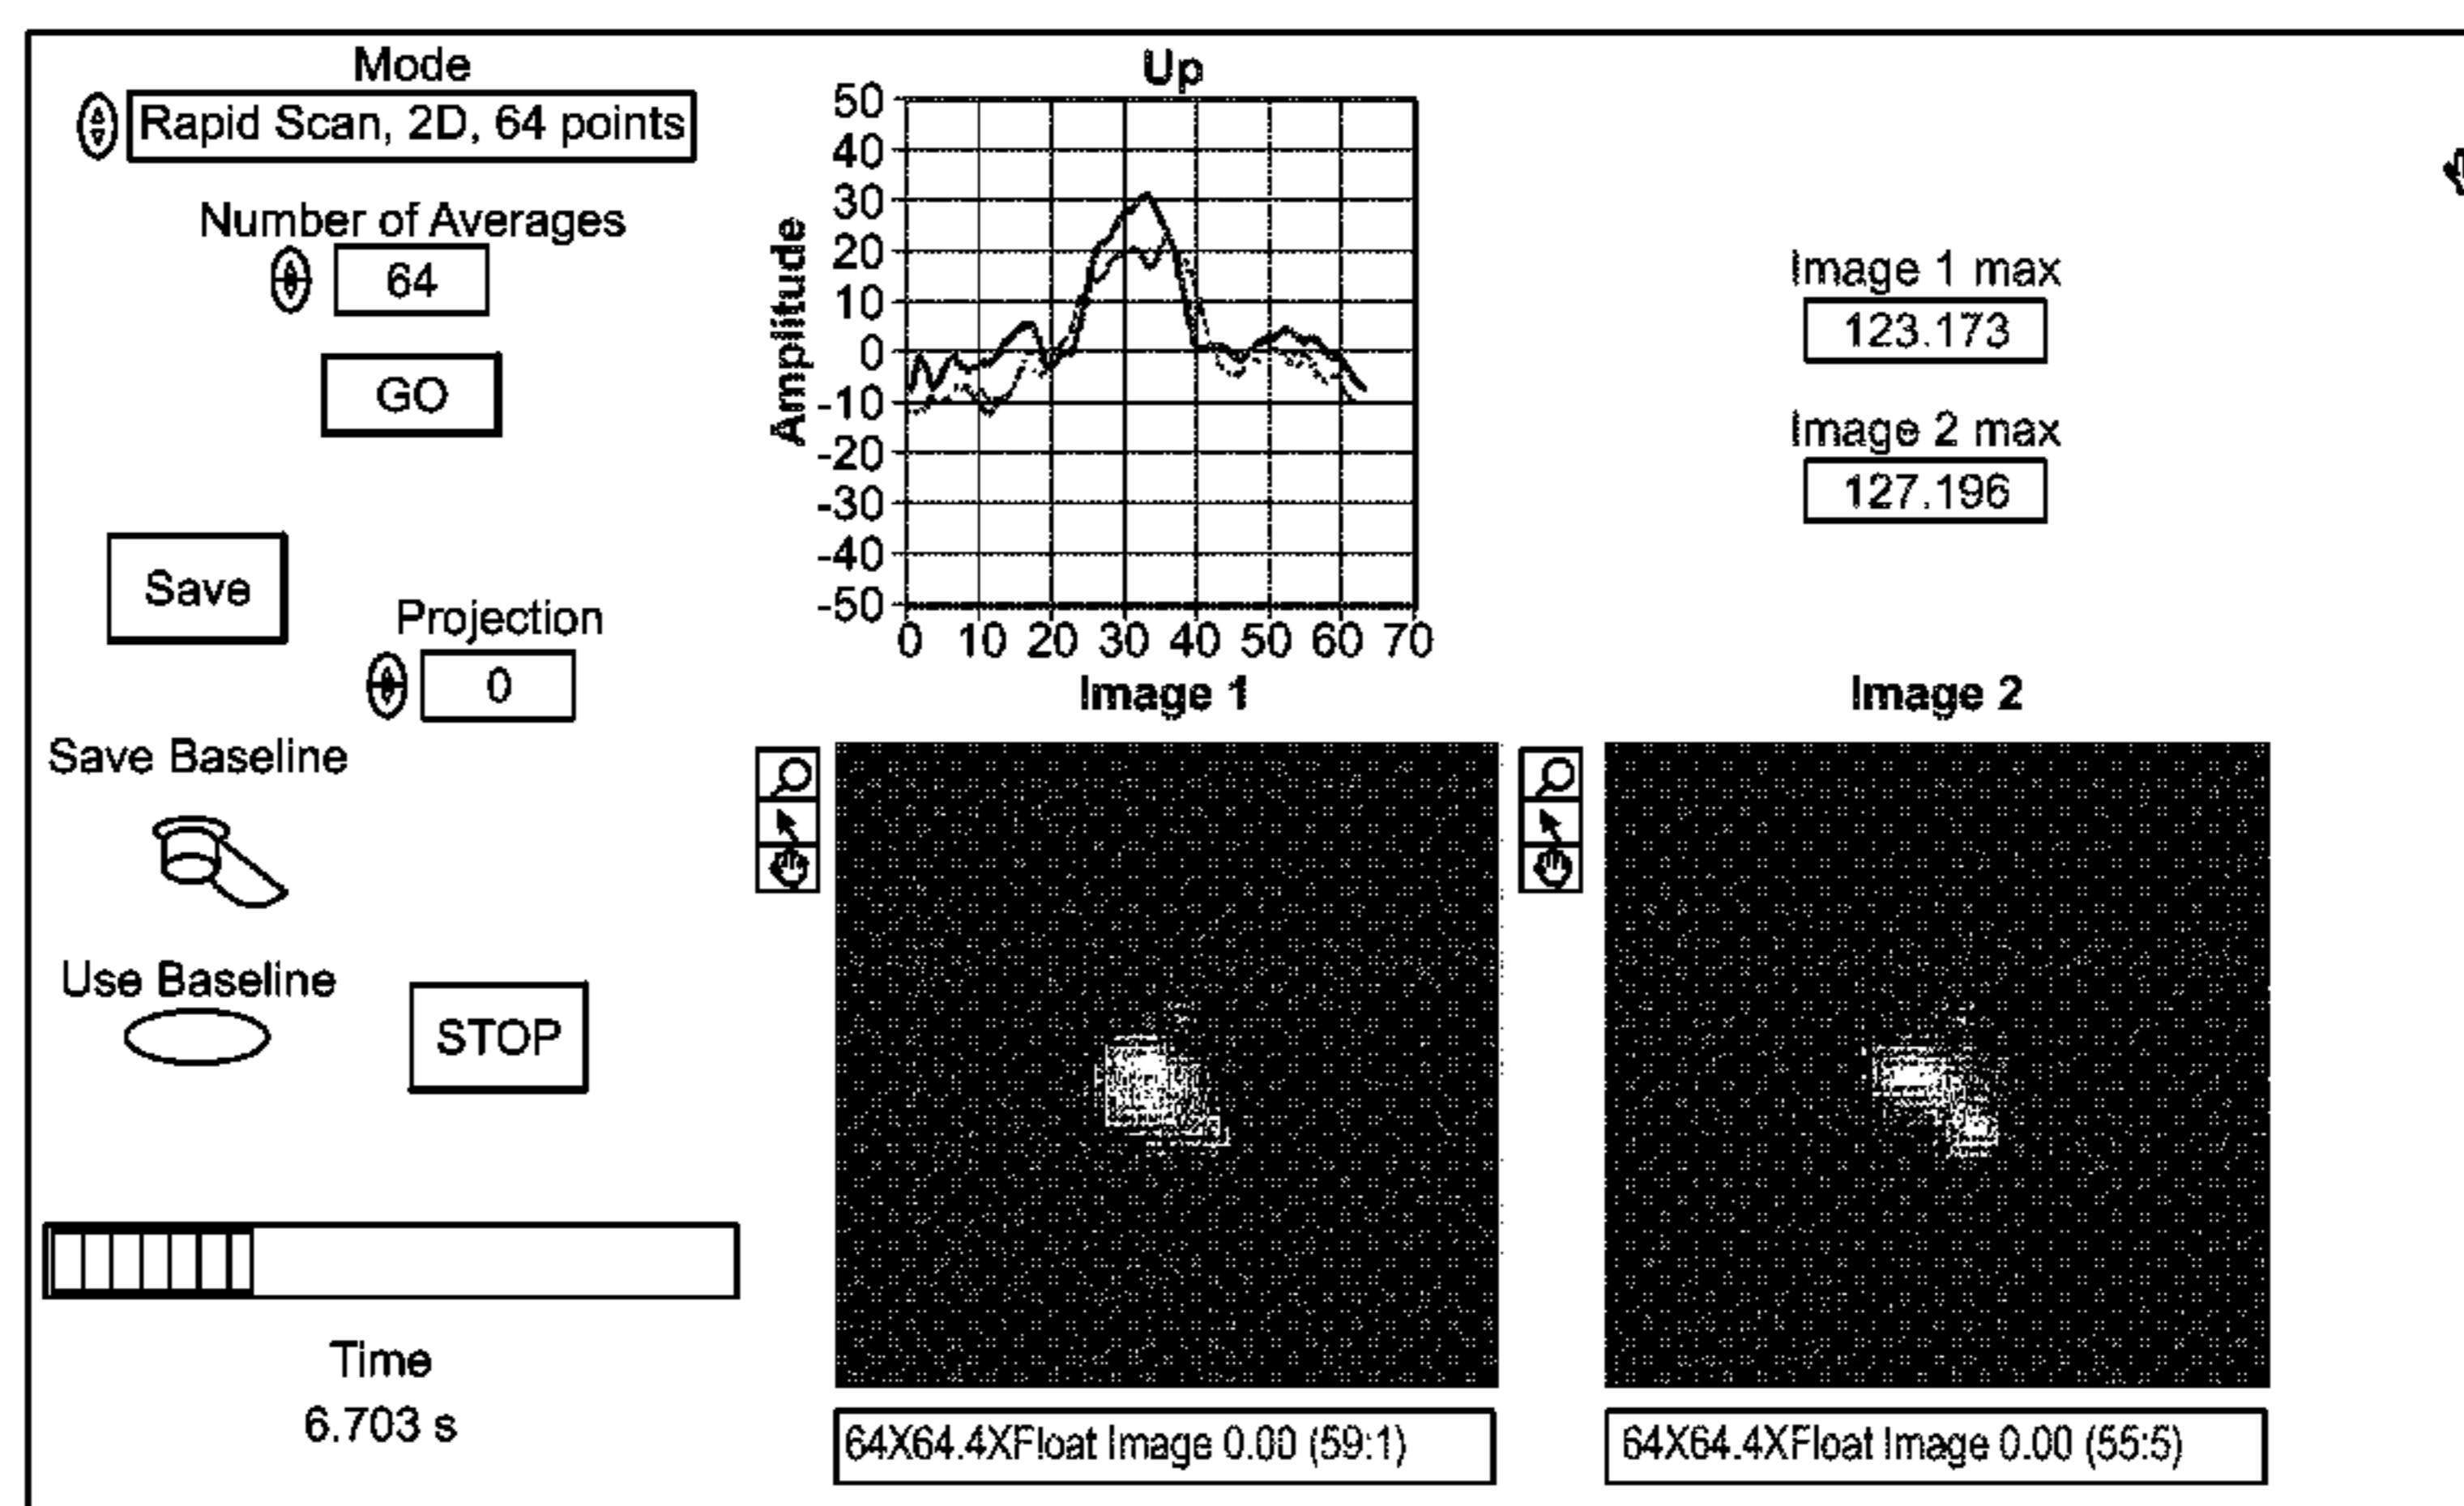 Mode
Rapid Scan, 2D, 64 points
Number of Averages
64
GO
Save
Projection
0
Save Baseline
Use Baseline
STOP
Time
6.703 s
Up
Amplitude
50
40
30
20
10
0
-10
-20
-30
-40
-50
0 10 20 30 40 50 60 70
Image 1 max
123.173
Image 2 max
127.196
Image 1
64X64.4XFloat Image 0.00 (59:1)
Image 2
64X64.4XFloat Image 0.00 (55:5)